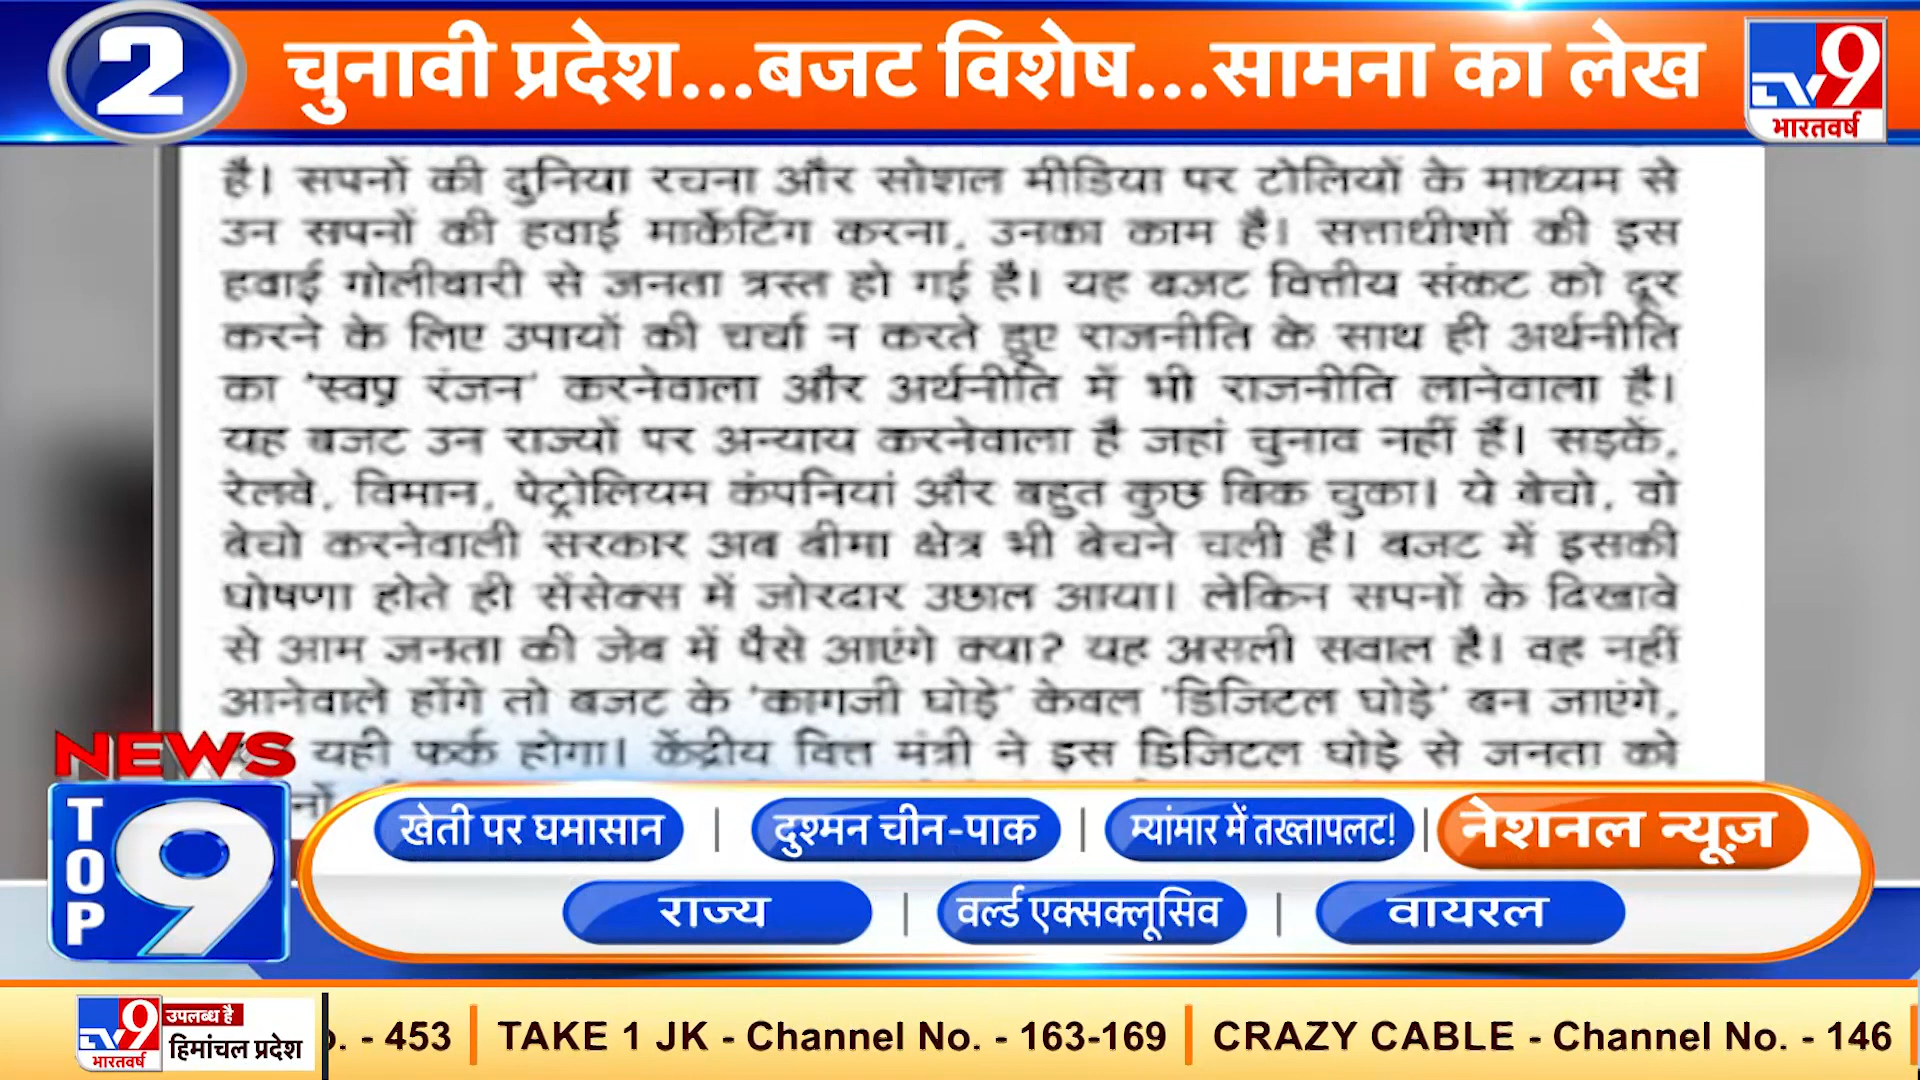 2
चुनावी प्रदेश...बजट विशेष...सामना का लेख
TV9
भारतवर्ष
है। सपनों की दुनिया रचना और सोशल मीडिया पर टोलियों के माध्यम से
उन सपनों की हवाई मार्केटिंग करना, उनका काम है। सत्ताधीशों की इस
हवाई गोलीबारी से जनता त्रस्त हो गई है। यह बजट वित्तीय संकट को दूर
करने के लिए उपायों की चर्चा न करते हुए राजनीति के साथ ही अर्थनीति
का 'स्वप्न रंजन' करनेवाला और अर्थनीति में भी राजनीति लानेवाला है।
यह बजट उन राज्यों पर अन्याय करनेवाला है जहां चुनाव नहीं हैं। सड़कें,
रेलवे, विमान, पेट्रोलियम कंपनियां और बहुत कुछ बिक चुका। ये बेचो, वो
बेचो करनेवाली सरकार अब बीमा क्षेत्र भी बेचने चली है। बजट में इसकी
घोषणा होते ही सेंसेक्स में जोरदार उछाल आया। लेकिन सपनों के दिखावे
से आम जनता की जेब में पैसे आएंगे क्या? यह असली सवाल है। वह नहीं
आनेवाले होंगे तो बजट के 'कागजी घोड़े' केवल 'डिजिटल घोड़े' बन जाएंगे,
यही फर्क होगा। केंद्रीय वित्त मंत्री ने इस डिजिटल घोड़े से जनता को
NEWS
TOP
9
खेती पर घमासान | दुश्मन चीन-पाक | म्यांमार में तख्तापलट! | नेशनल न्यूज़
राज्य | वर्ल्ड एक्सक्लूसिव | वायरल
TV9
भारतवर्ष
उपलब्ध है
हिमांचल प्रदेश
. - 453 | TAKE 1 JK - Channel No. - 163-169 | CRAZY CABLE - Channel No. - 146